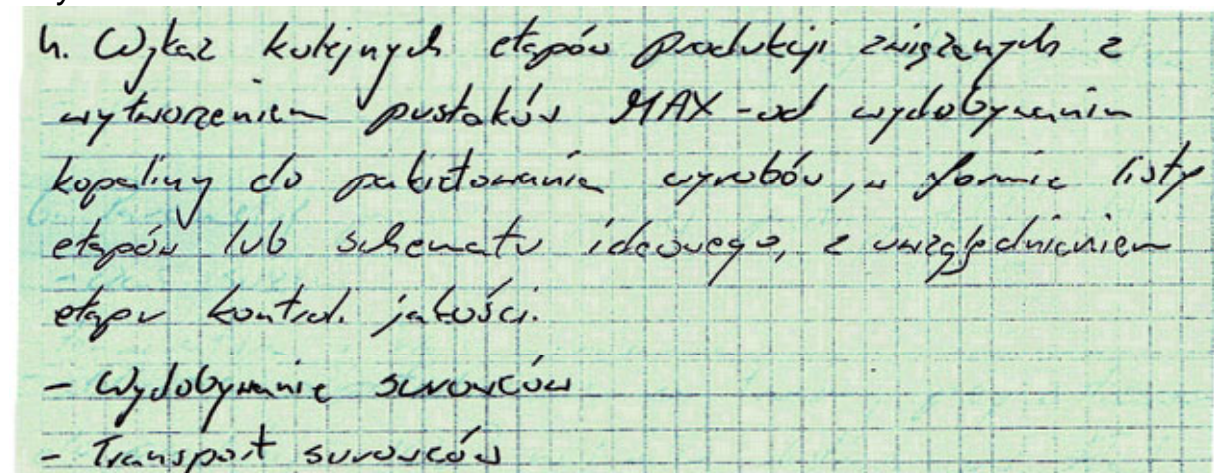 4. Wykaz kolejnych etapów produkcji związanych z
wytworzeniem pustaków MAX - od wydobywania
kopaliny do pakietowania wyrobów, w formie listy
etapów lub schematu ideowego, z uwzględnieniem
etapu kontroli jakości.
- Wydobywanie surowców
- Transport surowców